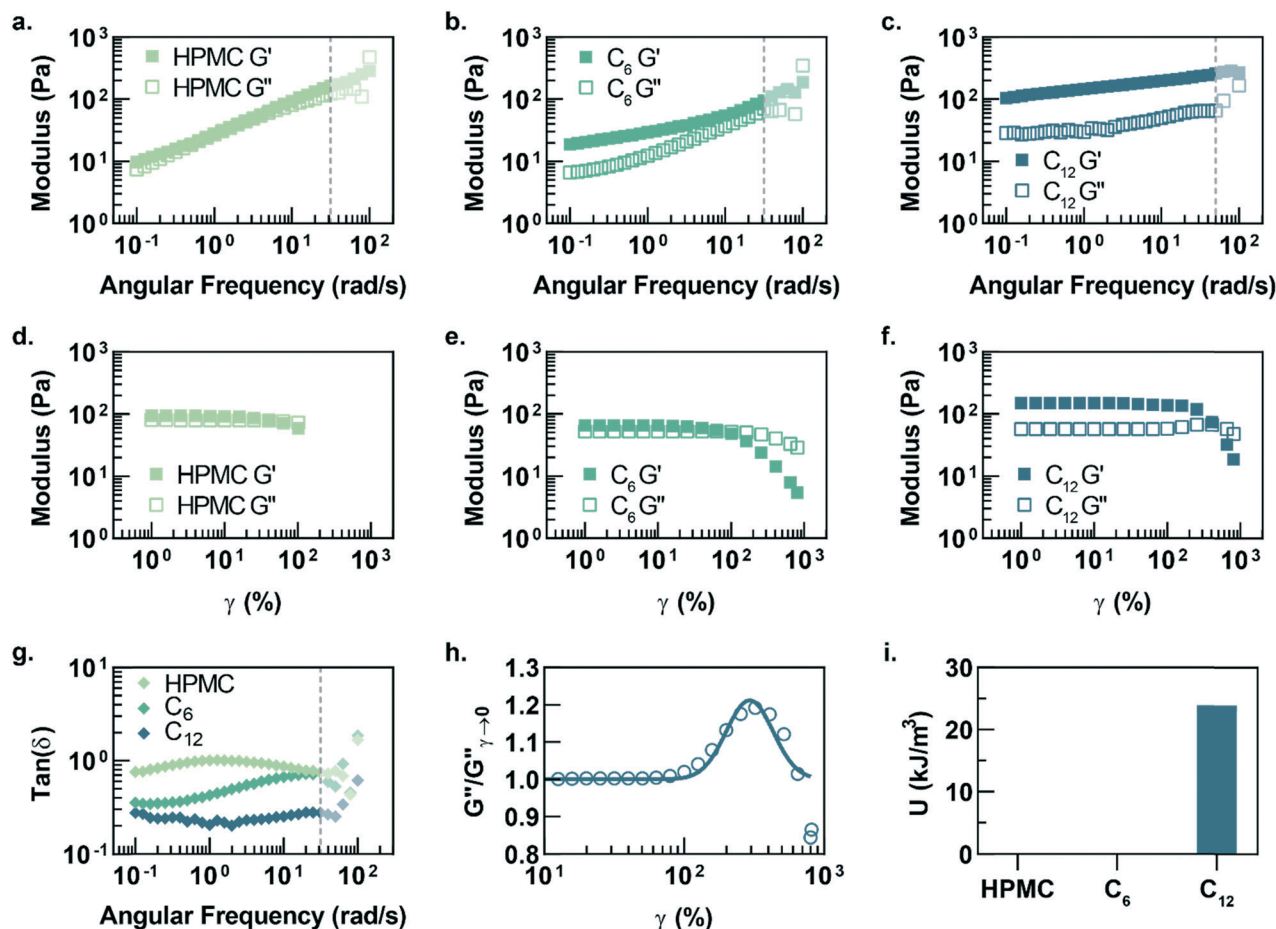 a.
Modulus (Pa)
10³
10²
10¹
10⁰
HPMC G'
HPMC G"
10⁻¹ 10⁰ 10¹ 10²
Angular Frequency (rad/s)
b.
Modulus (Pa)
10³
10²
10¹
10⁰
C₆ G'
C₆ G"
10⁻¹ 10⁰ 10¹ 10²
Angular Frequency (rad/s)
c.
Modulus (Pa)
10³
10²
10¹
10⁰
C₁₂ G'
C₁₂ G"
10⁻¹ 10⁰ 10¹ 10²
Angular Frequency (rad/s)
d.
Modulus (Pa)
10³
10²
10¹
10⁰
HPMC G'
HPMC G"
10⁰ 10¹ 10² 10³
γ (%)
e.
Modulus (Pa)
10³
10²
10¹
10⁰
C₆ G'
C₆ G"
10⁰ 10¹ 10² 10³
γ (%)
f.
Modulus (Pa)
10³
10²
10¹
10⁰
C₁₂ G'
C₁₂ G"
10⁰ 10¹ 10² 10³
γ (%)
g.
Tan(δ)
10¹
10⁰
10⁻¹
HPMC
C₆
C₁₂
10⁻¹ 10⁰ 10¹ 10²
Angular Frequency (rad/s)
h.
G"/G" γ→0
1.3
1.2
1.1
1.0
0.9
0.8
10¹ 10² 10³
γ (%)
i.
U (kJ/m³)
30
20
10
0
HPMC C₆ C₁₂